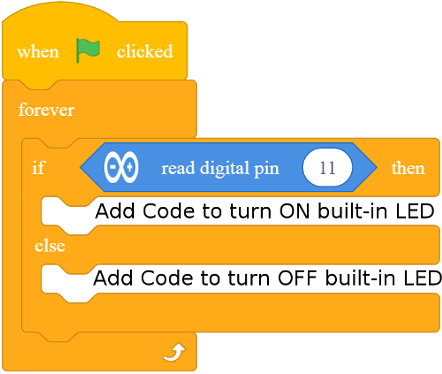 when clicked
forever
if read digital pin 11 then
Add Code to turn ON built-in LED
else
Add Code to turn OFF built-in LED